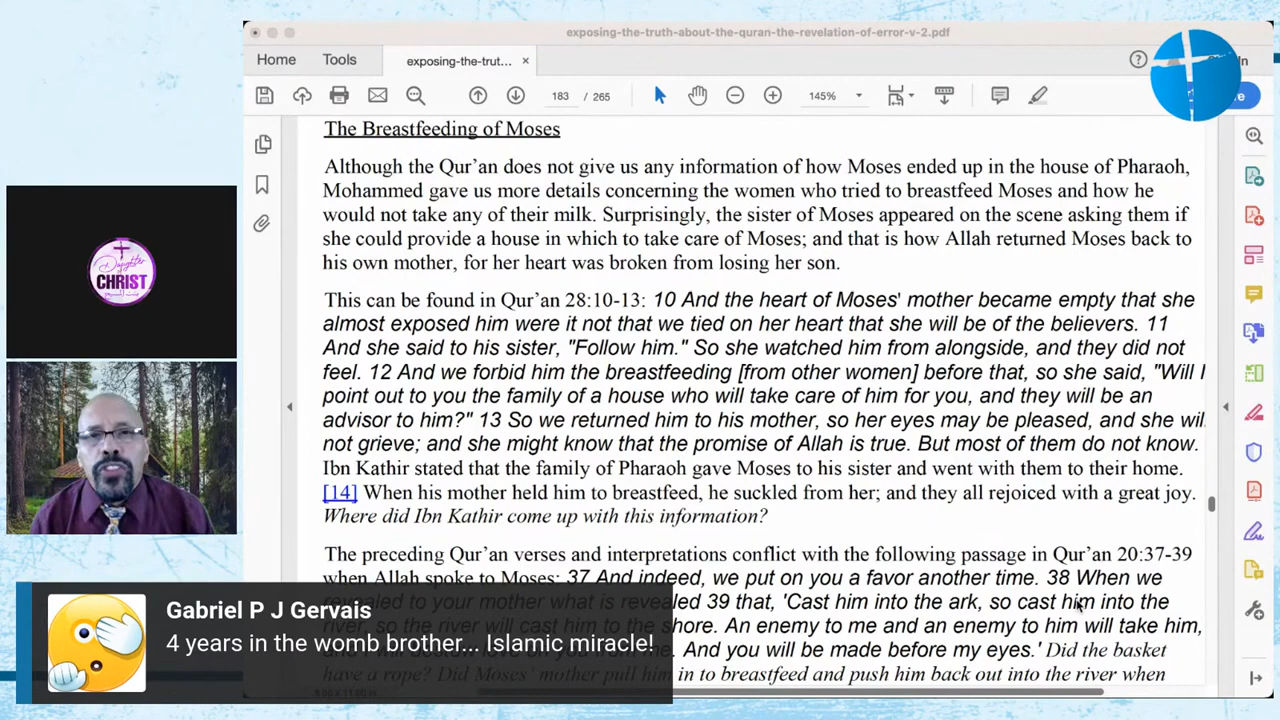 exposing-the-truth-about-the-quran-the-revelation-of-error-v-2.pdf
Home
Tools
exposing-the-trut...
183 / 265
145%
The Breastfeeding of Moses
Although the Qur’an does not give us any information of how Moses ended up in the house of Pharaoh,
Mohammed gave us more details concerning the women who tried to breastfeed Moses and how he
would not take any of their milk. Surprisingly, the sister of Moses appeared on the scene asking them if
she could provide a house in which to take care of Moses; and that is how Allah returned Moses back to
his own mother, for her heart was broken from losing her son.
This can be found in Qur’an 28:10-13: 10 And the heart of Moses' mother became empty that she
almost exposed him were it not that we tied on her heart that she will be of the believers. 11
And she said to his sister, "Follow him." So she watched him from alongside, and they did not
feel. 12 And we forbid him the breastfeeding [from other women] before that, so she said, "Will I
point out to you the family of a house who will take care of him for you, and they will be an
advisor to him?" 13 So we returned him to his mother, so her eyes may be pleased, and she wil
not grieve; and she might know that the promise of Allah is true. But most of them do not know.
Ibn Kathir stated that the family of Pharaoh gave Moses to his sister and went with them to their home.
[14] When his mother held him to breastfeed, he suckled from her; and they all rejoiced with a great joy.
Where did Ibn Kathir come up with this information?
The preceding Qur’an verses and interpretations conflict with the following passage in Qur’an 20:37-39
when Allah spoke to Moses: 37 And indeed, we put on you a favor another time. 38 When we
revealed to your mother what is revealed 39 that, 'Cast him into the ark, so cast him into the
river, so the river will cast him to the shore. An enemy to me and an enemy to him will take him,
And you will be made before my eyes.' Did the basket
have a rope? Did Moses' mother pull him in to breastfeed and push him back out into the river when
CHRIST
Gabriel P J Gervais
4 years in the womb brother... Islamic miracle!